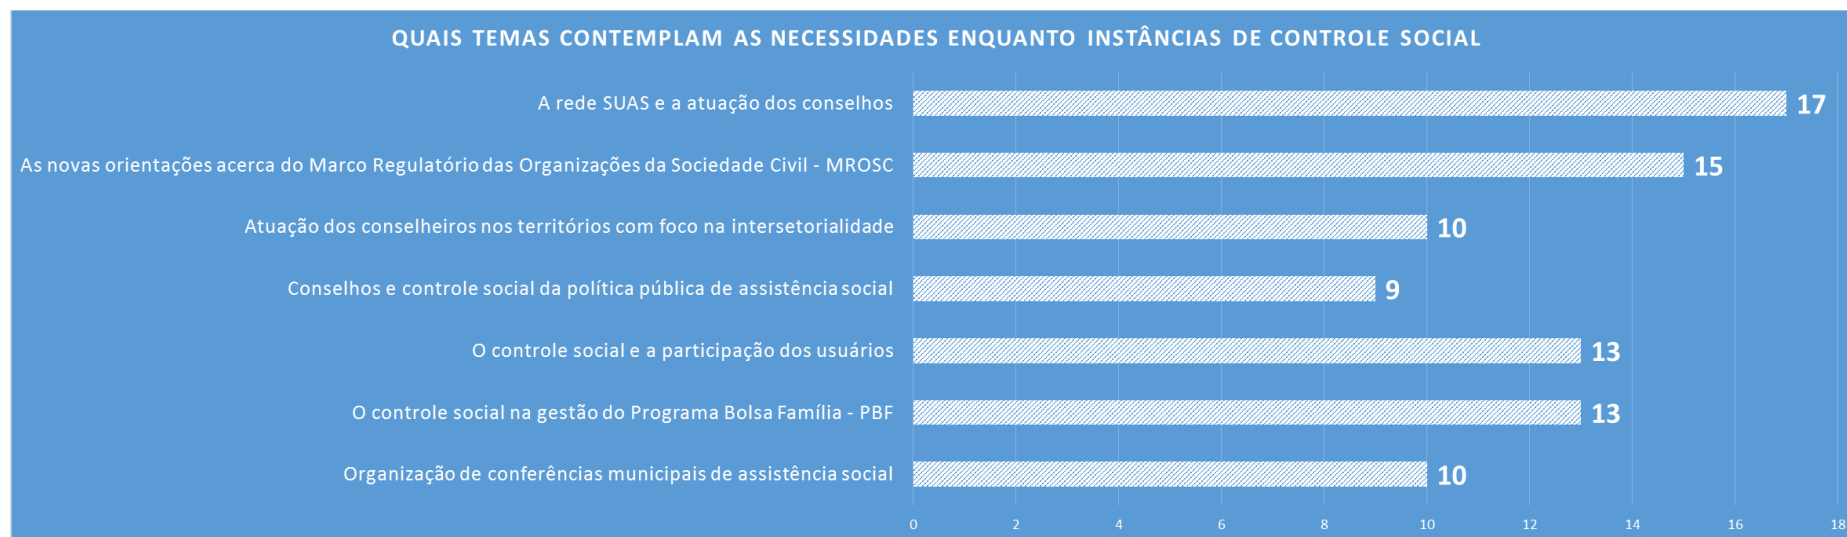 QUAIS TEMAS CONTEMPLAM AS NECESSIDADES ENQUANTO INSTÂNCIAS DE CONTROLE SOCIAL
A rede SUAS e a atuação dos conselhos 17
As novas orientações acerca do Marco Regulatório das Organizações da Sociedade Civil - MROSC 15
Atuação dos conselheiros nos territórios com foco na intersetorialidade 10
Conselhos e controle social da política pública de assistência social 9
O controle social e a participação dos usuários 13
O controle social na gestão do Programa Bolsa Família - PBF 13
Organização de conferências municipais de assistência social 10
0 2 4 6 8 10 12 14 16 18